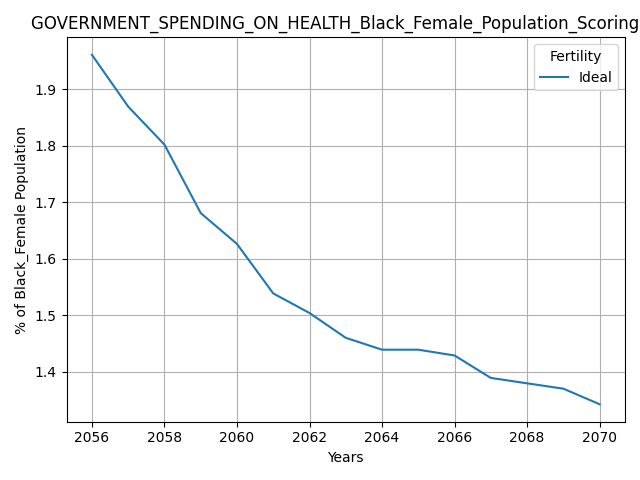 GOVERNMENT_SPENDING_ON_HEALTH_Black_Female_Population_Scoring
Fertility
Ideal
1.9
1.8
1.7
1.6
1.5
1.4
% of Black_Female Population
2056 2058 2060 2062 2064 2066 2068 2070
Years